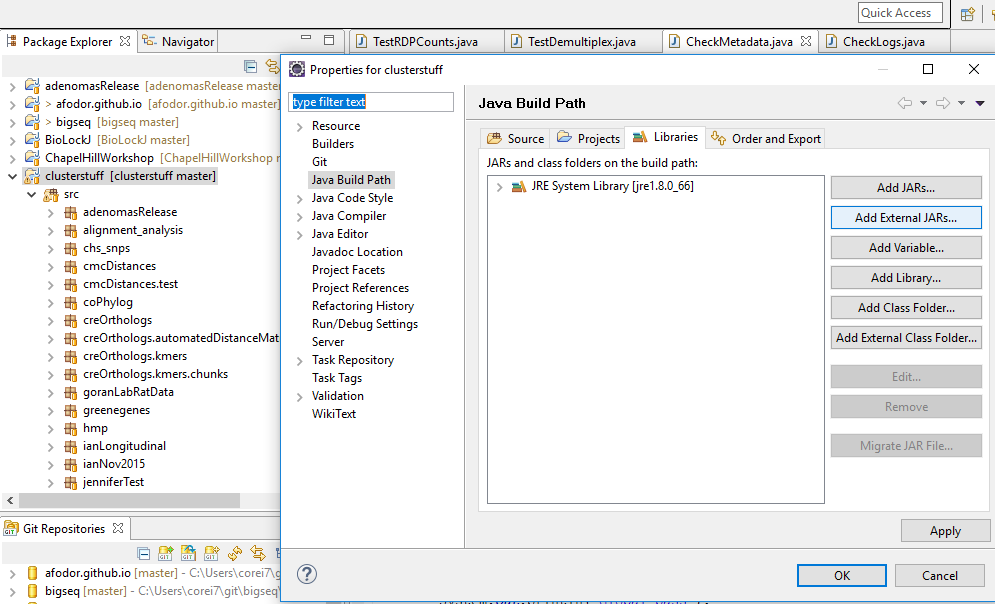 Quick Access
Package Explorer
Navigator
TestRDPCounts.java
TestDemultiplex.java
CheckMetadata.java
CheckLogs.java
adenomasRelease [adenomasRelease master
> afodor.github.io [afodor.github.io master]
> bigseq [bigseq master]
BioLockJ [BioLockJ master]
ChapelHillWorkshop [ChapelHillWorkshop
clusterstuff [clusterstuff master]
src
adenomasRelease
alignment_analysis
chs_snps
cmcDistances
cmcDistances.test
coPhylog
creOrthologs
creOrthologs.automatedDistanceMat
creOrthologs.kmers
creOrthologs.kmers.chunks
goranLabRatData
greenegenes
hmp
ianLongitudinal
ianNov2015
jenniferTest
Git Repositories
afodor.github.io [master] - C:\Users\corei7\g
bigseq [master] - C:\Users\corei7\git\bigseq\
Properties for clusterstuff
type filter text
Resource
Builders
Git
Java Build Path
Java Code Style
Java Compiler
Java Editor
Javadoc Location
Project Facets
Project References
Refactoring History
Run/Debug Settings
Server
Task Repository
Task Tags
Validation
WikiText
Java Build Path
Source
Projects
Libraries
Order and Export
JARs and class folders on the build path:
JRE System Library [jre1.8.0_66]
Add JARs...
Add External JARs...
Add Variable...
Add Library...
Add Class Folder...
Add External Class Folder...
Edit...
Remove
Migrate JAR File...
Apply
OK
Cancel